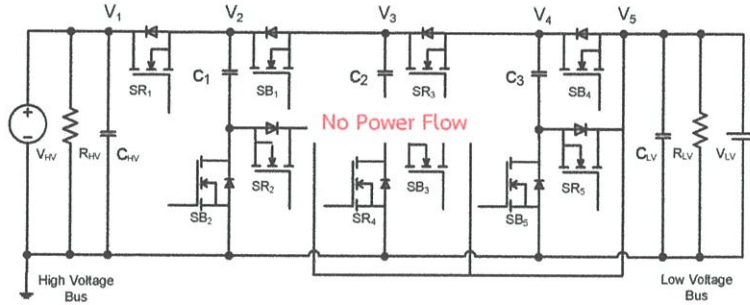 V1 V2 V3 V4 V5
SR1 C1 SB1 C2 SR3 C3 SB4
No Power Flow
VHV RHV CHV SB2 SR2 SR4 SB3 SB5 SR5 CLV RLV VLV
High Voltage
Bus
Low Voltage
Bus